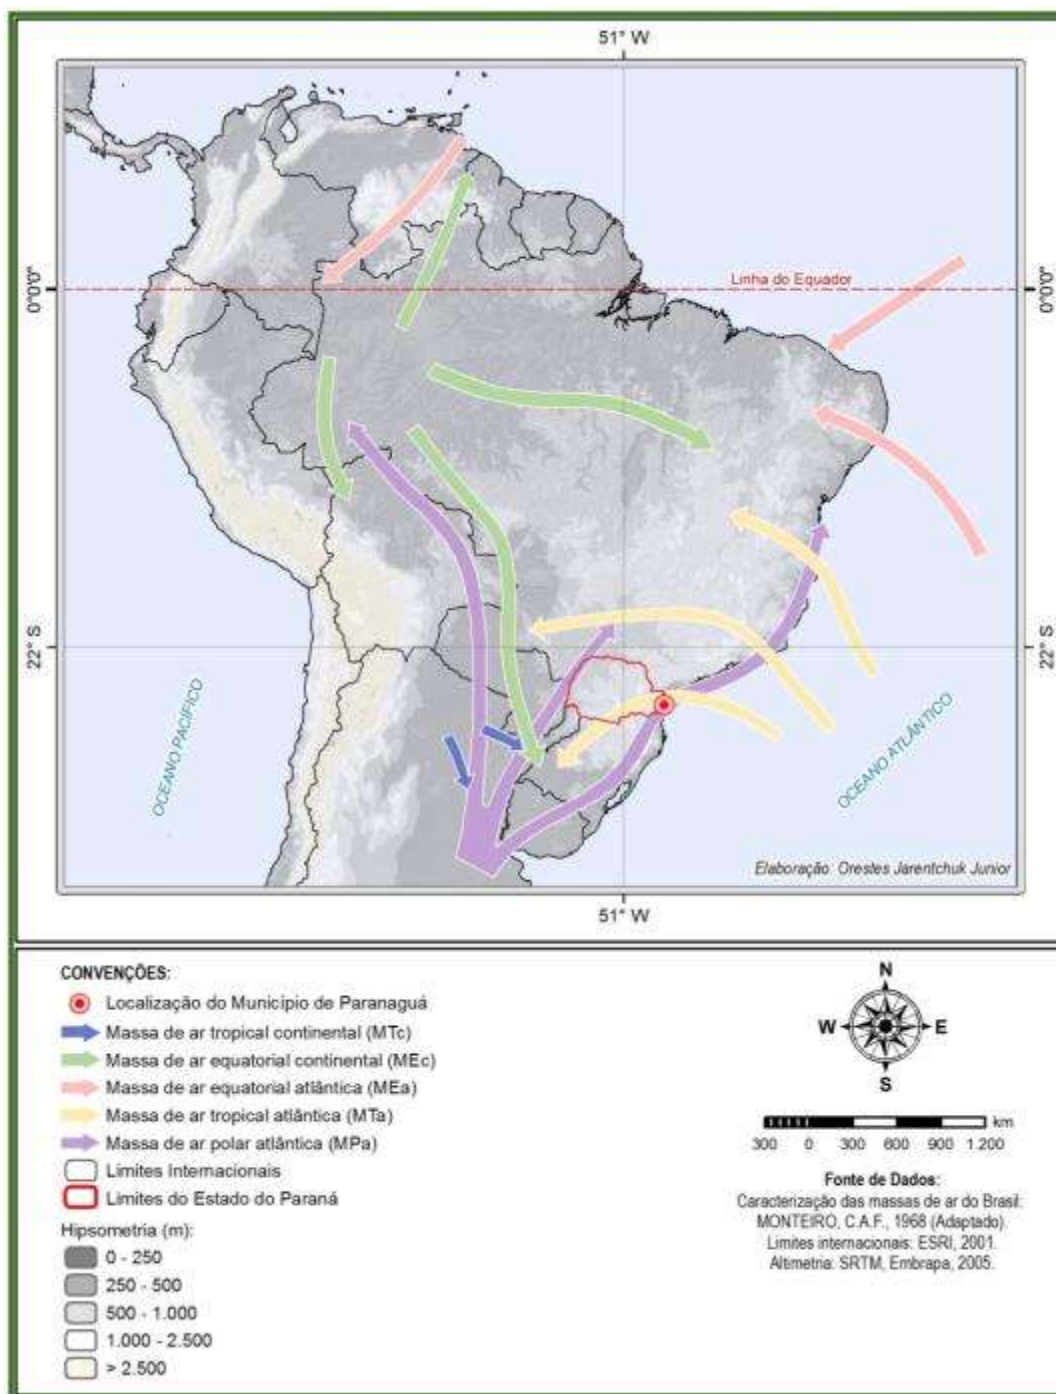 51° W
Linha do Equador
0°0'0"
0°0'0"
22° S
22° S
OCEANO PACÍFICO
OCEANO ATLÂNTICO
Elaboração: Orestes Jarentchuk Junior
51° W
CONVENÇÕES:
Localização do Município de Paranaguá
Massa de ar tropical continental (MTc)
Massa de ar equatorial continental (MEc)
Massa de ar equatorial atlântica (MEa)
Massa de ar tropical atlântica (MTa)
Massa de ar polar atlântica (MPa)
Limites Internacionais
Limites do Estado do Paraná
Hipsometria (m):
0 - 250
250 - 500
500 - 1.000
1.000 - 2.500
> 2.500
N
W
E
S
km
300 0 300 600 900 1.200
Fonte de Dados:
Caracterização das massas de ar do Brasil:
MONTEIRO, C.A.F., 1968 (Adaptado).
Limites internacionais: ESRI, 2001.
Altimetria: SRTM, Embrapa, 2005.